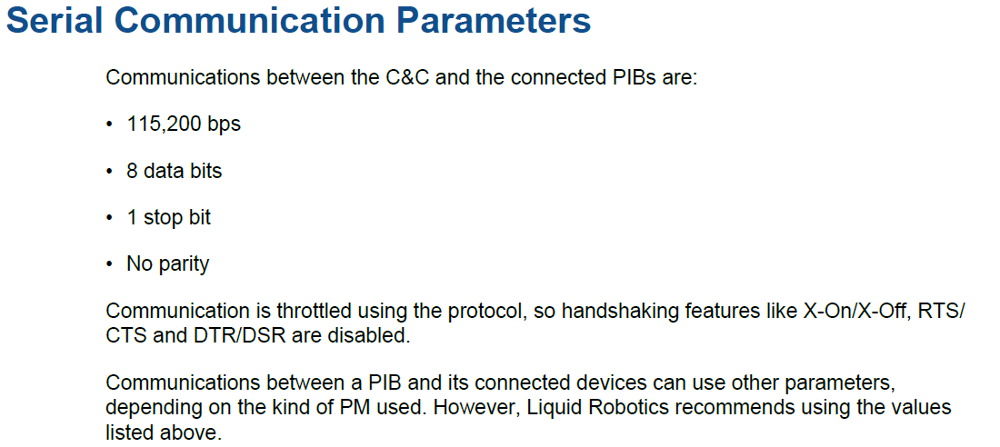 Serial Communication Parameters
Communications between the C&C and the connected PIBs are:
• 115,200 bps
• 8 data bits
• 1 stop bit
• No parity
Communication is throttled using the protocol, so handshaking features like X-On/X-Off, RTS/
CTS and DTR/DSR are disabled.
Communications between a PIB and its connected devices can use other parameters,
depending on the kind of PM used. However, Liquid Robotics recommends using the values
listed above.